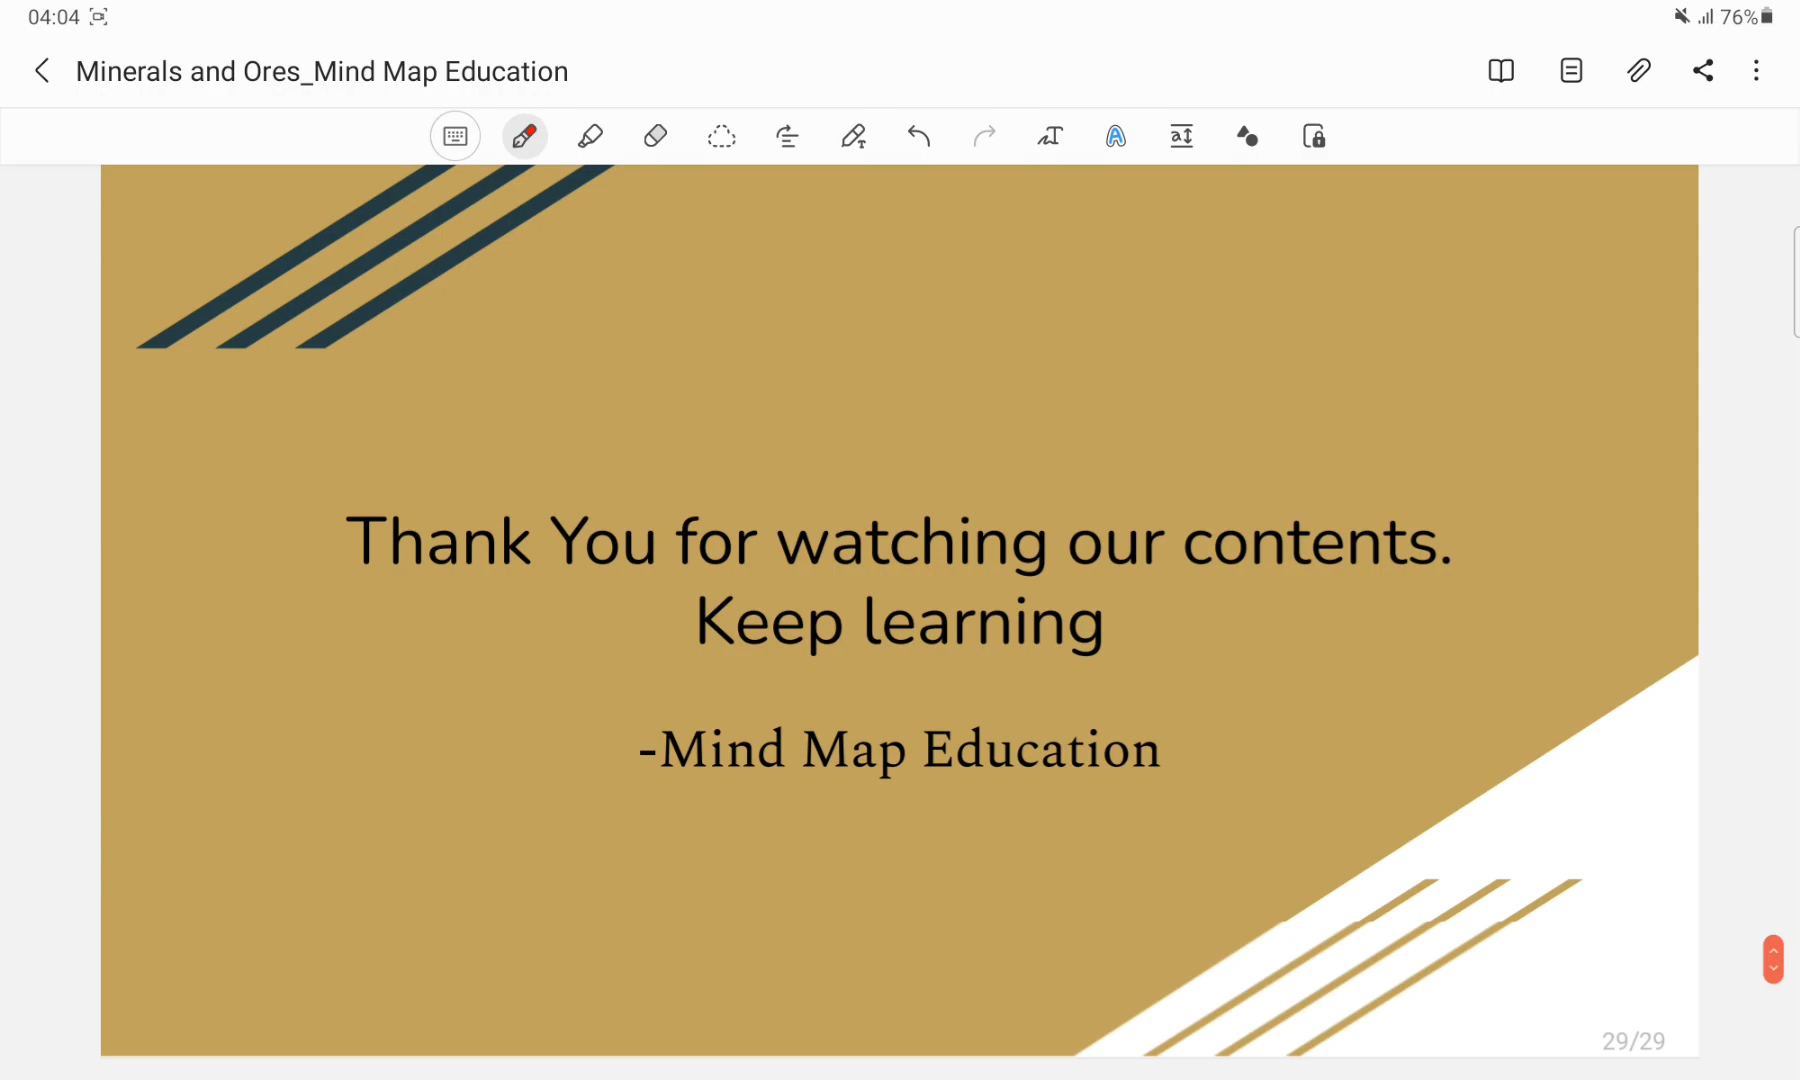 04:04
76%
Minerals and Ores_Mind Map Education
Thank You for watching our contents.
Keep learning
-Mind Map Education
29/29